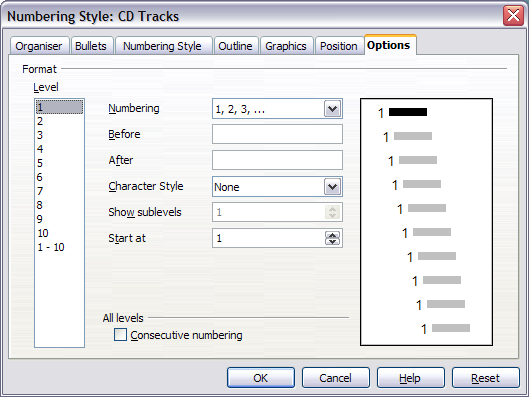 Numbering Style: CD Tracks
Organiser Bullets Numbering Style Outline Graphics Position Options
Format
Level
1
2
3
4
5
6
7
8
9
10
1 - 10
Numbering 1, 2, 3, ...
Before
After
Character Style None
Show sublevels 1
Start at 1
All levels
Consecutive numbering
1
1
1
1
1
1
1
1
1
1
OK Cancel Help Reset